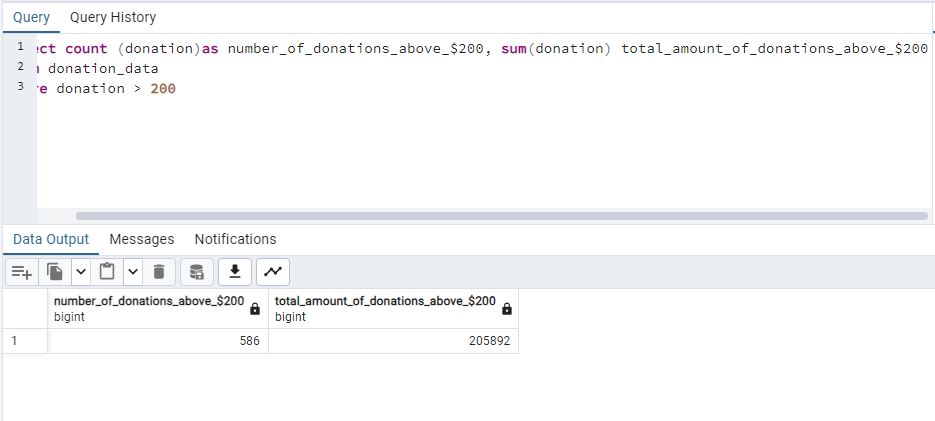 Query Query History
1 ect count (donation)as number_of_donations_above_$200, sum(donation) total_amount_of_donations_above_$200
2 donation_data
3 e donation > 200
Data Output Messages Notifications
number_of_donations_above_$200 total_amount_of_donations_above_$200
bigint bigint
1 586 205892